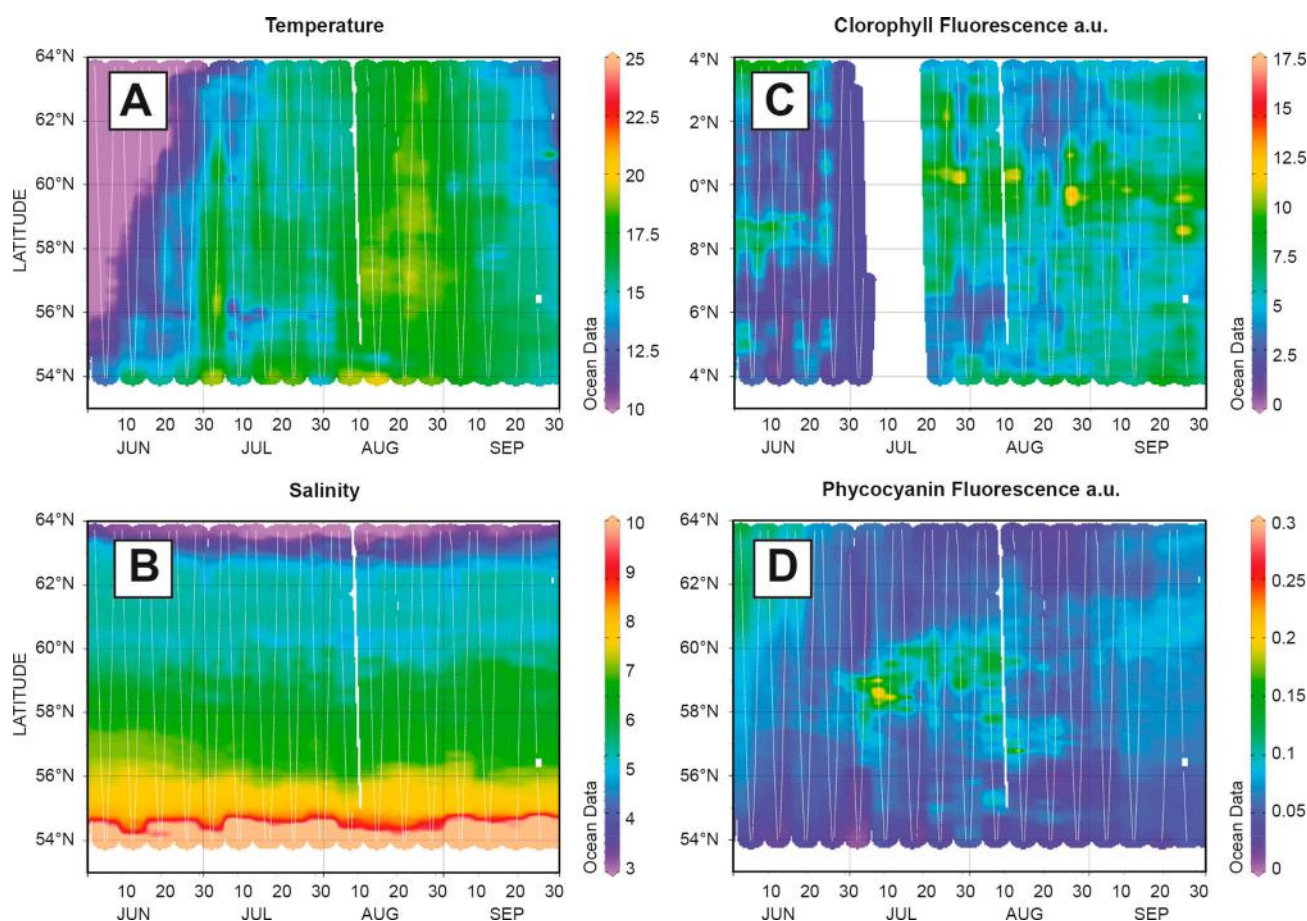 Temperature
64°N
62°N
60°N
58°N
56°N
54°N
LATITUDE
A
25
22.5
20
17.5
15
12.5
10
Ocean Data
10 20 30 10 20 30 10 20 30 10 20 30
JUN JUL AUG SEP
Clorophyll Fluorescence a.u.
4°N
2°N
0°N
8°N
6°N
4°N
C
17.5
15
12.5
10
7.5
5
2.5
0
Ocean Data
10 20 30 10 20 30 10 20 30 10 20 30
JUN JUL AUG SEP
Salinity
64°N
62°N
60°N
58°N
56°N
54°N
LATITUDE
B
10
9
8
7
6
5
4
3
Ocean Data
10 20 30 10 20 30 10 20 30 10 20 30
JUN JUL AUG SEP
Phycocyanin Fluorescence a.u.
64°N
62°N
60°N
58°N
56°N
54°N
D
0.3
0.25
0.2
0.15
0.1
0.05
0
Ocean Data
10 20 30 10 20 30 10 20 30 10 20 30
JUN JUL AUG SEP